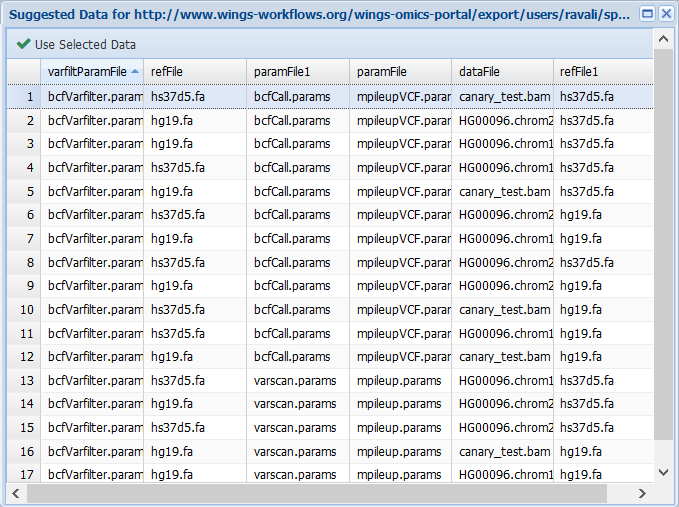 Suggested Data for http://www.wings-workflows.org/wings-omics-portal/export/users/ravali/sp...
Use Selected Data
varfiltParamFile refFile paramFile1 paramFile dataFile refFile1
1 bcfVarfilter.param hs37d5.fa bcfCall.params mpileupVCF.param canary_test.bam hs37d5.fa
2 bcfVarfilter.param hg19.fa bcfCall.params mpileupVCF.param HG00096.chrom2 hs37d5.fa
3 bcfVarfilter.param hg19.fa bcfCall.params mpileupVCF.param HG00096.chrom1 hs37d5.fa
4 bcfVarfilter.param hs37d5.fa bcfCall.params mpileupVCF.param HG00096.chrom1 hs37d5.fa
5 bcfVarfilter.param hg19.fa bcfCall.params mpileupVCF.param canary_test.bam hs37d5.fa
6 bcfVarfilter.param hs37d5.fa bcfCall.params mpileupVCF.param HG00096.chrom2 hg19.fa
7 bcfVarfilter.param hg19.fa bcfCall.params mpileupVCF.param HG00096.chrom1 hg19.fa
8 bcfVarfilter.param hs37d5.fa bcfCall.params mpileupVCF.param HG00096.chrom2 hs37d5.fa
9 bcfVarfilter.param hg19.fa bcfCall.params mpileupVCF.param HG00096.chrom2 hg19.fa
10 bcfVarfilter.param hs37d5.fa bcfCall.params mpileupVCF.param canary_test.bam hg19.fa
11 bcfVarfilter.param hs37d5.fa bcfCall.params mpileupVCF.param HG00096.chrom1 hg19.fa
12 bcfVarfilter.param hg19.fa bcfCall.params mpileupVCF.param canary_test.bam hg19.fa
13 bcfVarfilter.param hs37d5.fa varscan.params mpileup.params HG00096.chrom1 hs37d5.fa
14 bcfVarfilter.param hg19.fa varscan.params mpileup.params HG00096.chrom2 hs37d5.fa
15 bcfVarfilter.param hs37d5.fa varscan.params mpileup.params HG00096.chrom2 hs37d5.fa
16 bcfVarfilter.param hg19.fa varscan.params mpileup.params canary_test.bam hg19.fa
17 bcfVarfilter.param hg19.fa varscan.params mpileup.params HG00096.chrom1 hg19.fa